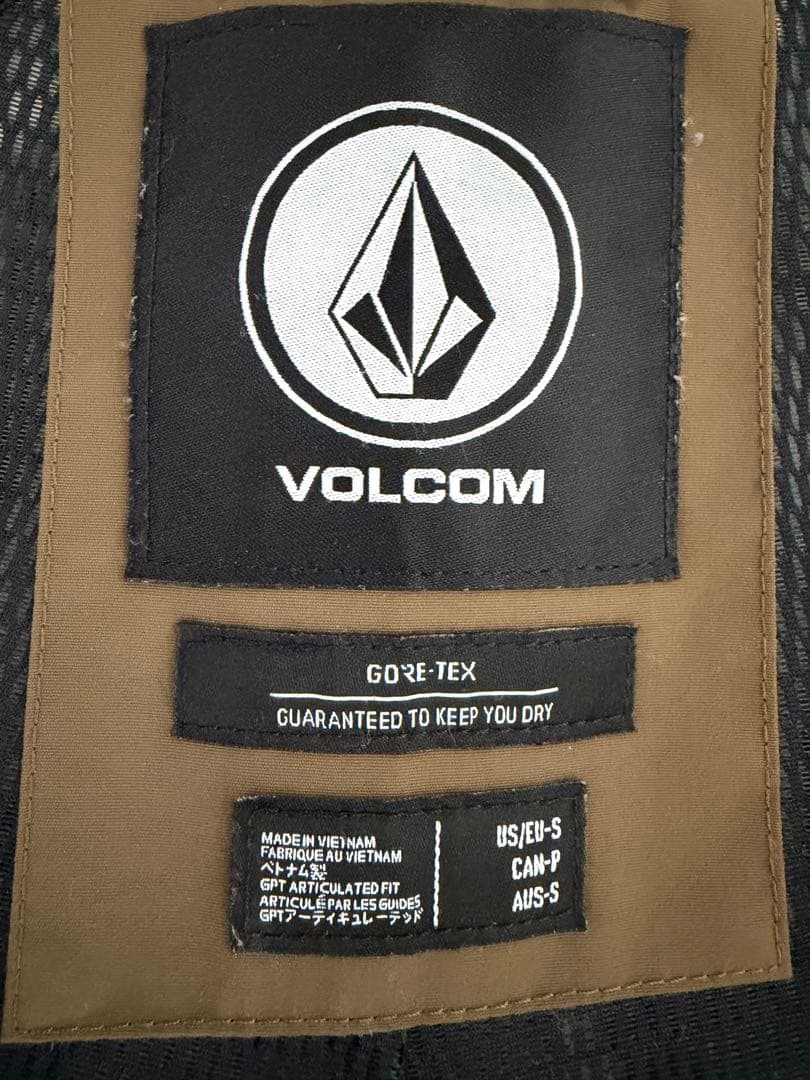 VOLCOM
GORE-TEX
GUARANTEED TO KEEP YOU DRY
MADE IN VIETNAM
FABRIQUE AU VIETNAM
ベトナム製
GPT ARTICULATED FIT
ARTICULÉ PAR LES GUIDES
GPTアーティキュレーテッド
US/EU-S
CAN-P
AUS-S